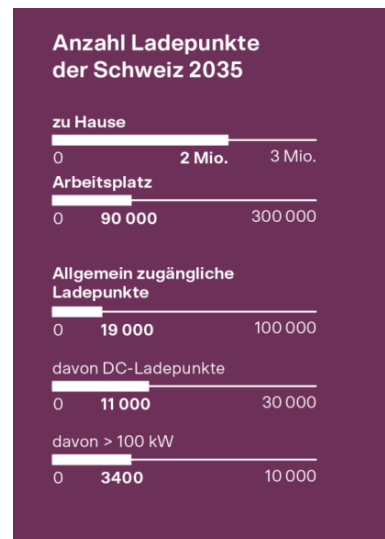 Anzahl Ladepunkte
der Schweiz 2035
zu Hause
0 2 Mio. 3 Mio.
Arbeitsplatz
0 90 000 300 000
Allgemein zugängliche
Ladepunkte
0 19 000 100 000
davon DC-Ladepunkte
0 11 000 30 000
davon > 100 kW
0 3400 10 000